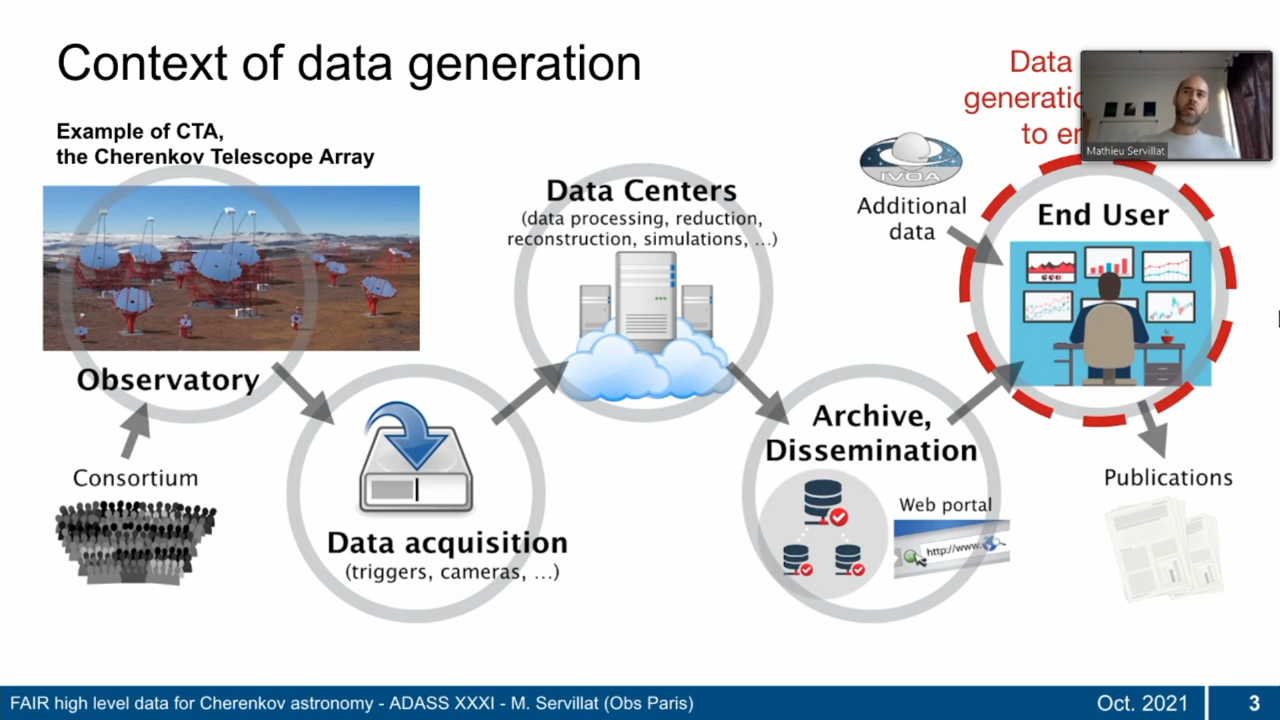 Context of data generation
Example of CTA,
the Cherenkov Telescope Array
Data
to
Mathieu Servillat
IVOA
Additional
data
End User
Data Centers
(data processing, reduction,
reconstruction, simulations, ...)
Observatory
Consortium
Data acquisition
(triggers, cameras, ...)
Archive,
Dissemination
Web portal
http://www.
Publications
FAIR high level data for Cherenkov astronomy - ADASS XXXI - M. Servillat (Obs Paris)
Oct. 2021
3